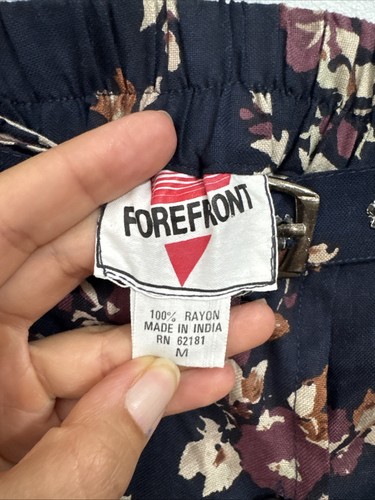 FOREFRONT
100% RAYON
MADE IN INDIA
RN 62181
M